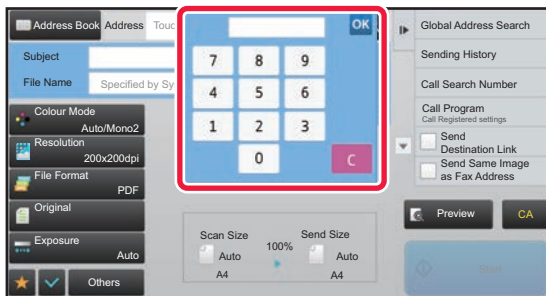 Address Book
Address
Touc
OK
Global Address Search
Subject
Sending History
File Name
Specified by Sy
Call Search Number
7 8 9
4 5 6
1 2 3
0
C
Colour Mode
Auto/Mono2
Resolution
200x200dpi
File Format
PDF
Original
Exposure
Auto
Others
Call Program
Call Registered settings
Send
Destination Link
Send Same Image
as Fax Address
Scan Size
100%
Send Size
Auto
Auto
A4
A4
Preview
CA
Start